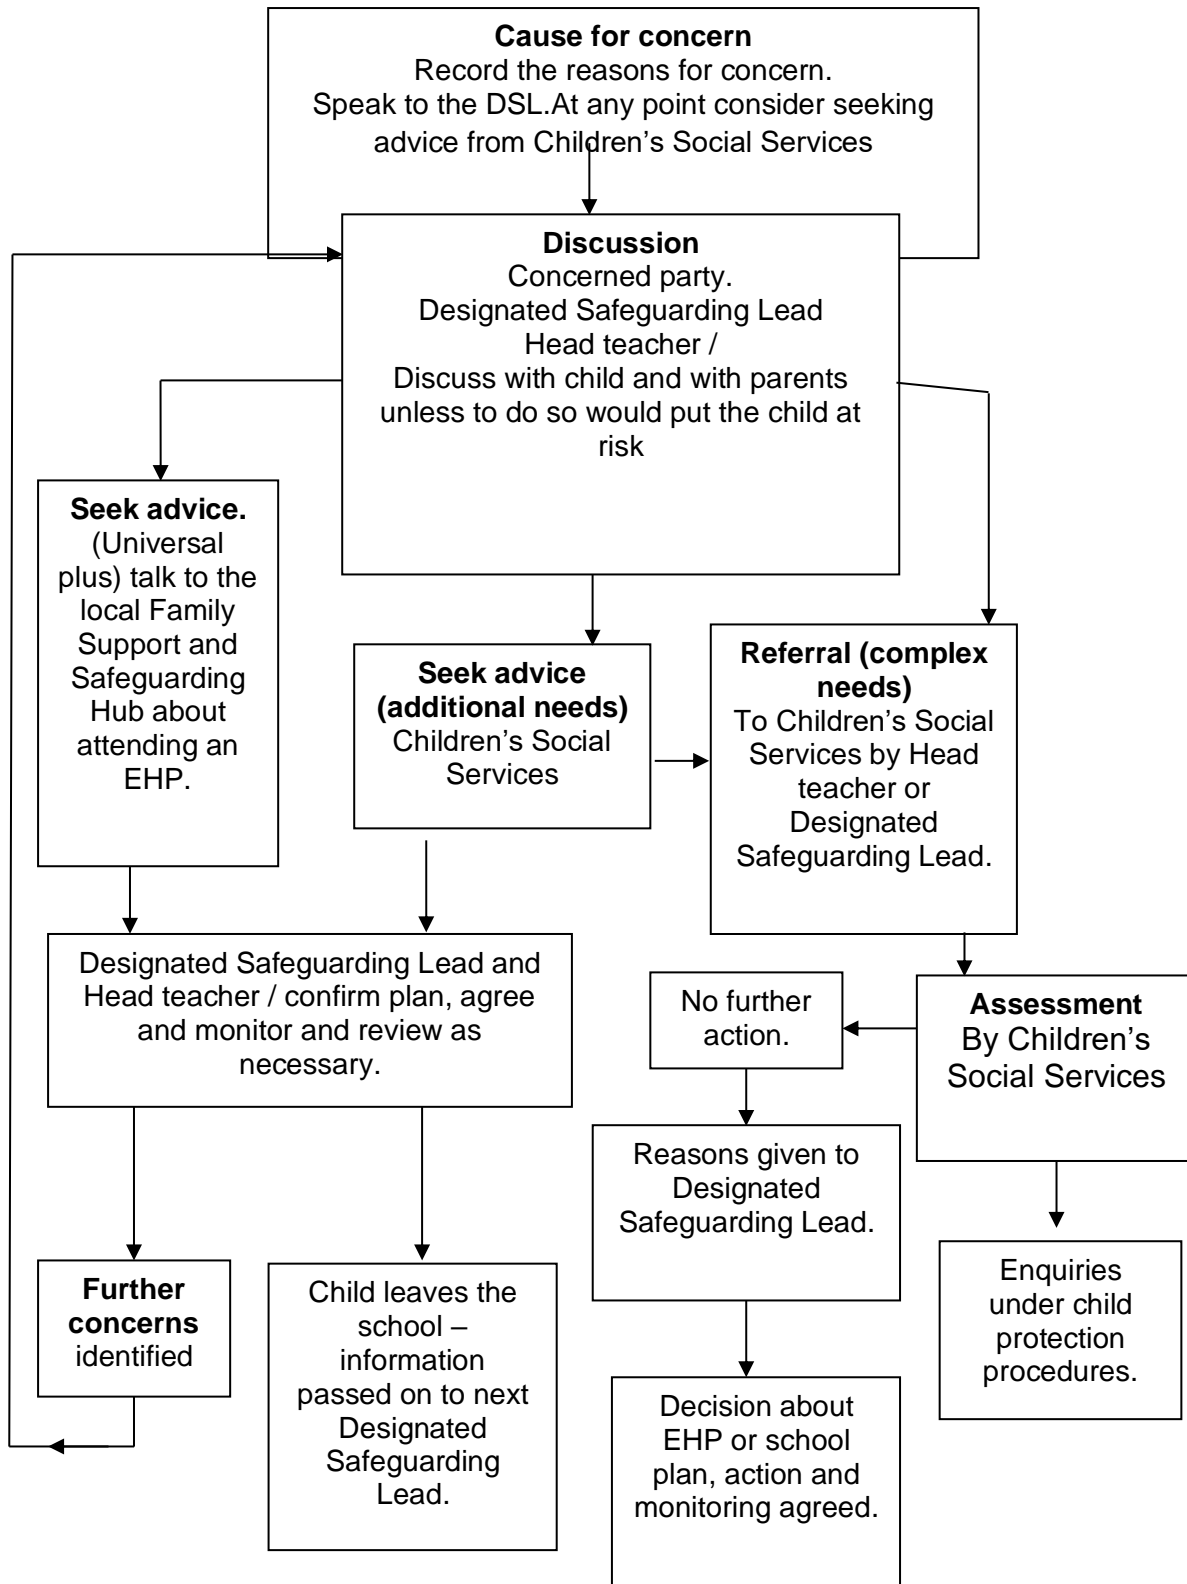 Cause for concern
Record the reasons for concern.
Speak to the DSL.At any point consider seeking
advice from Children’s Social Services
Discussion
Concerned party.
Designated Safeguarding Lead
Head teacher /
Discuss with child and with parents
unless to do so would put the child at
risk
Seek advice.
(Universal
plus) talk to the
local Family
Support and
Safeguarding
Hub about
attending an
EHP.
Seek advice
(additional needs)
Children’s Social
Services
Referral (complex
needs)
To Children’s Social
Services by Head
teacher or
Designated
Safeguarding Lead.
Designated Safeguarding Lead and
Head teacher / confirm plan, agree
and monitor and review as
necessary.
No further
action.
Assessment
By Children’s
Social Services
Reasons given to
Designated
Safeguarding Lead.
Further
concerns
identified
Child leaves the
school –
information
passed on to next
Designated
Safeguarding
Lead.
Enquiries
under child
protection
procedures.
Decision about
EHP or school
plan, action and
monitoring agreed.